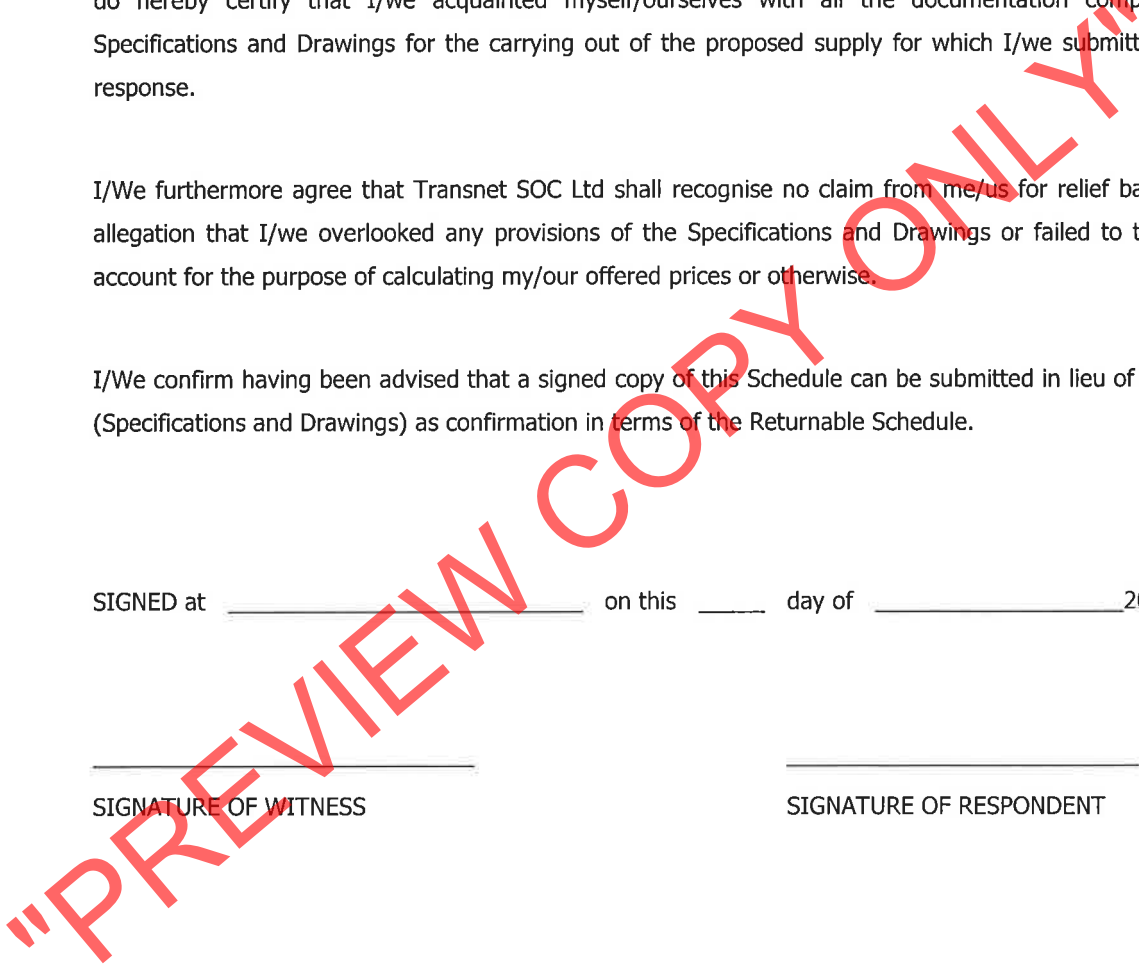 do hereby certify that I/we acquainted myself/ourselves with all the documentation
Specifications and Drawings for the carrying out of the proposed supply for which I/we
response.
I/We furthermore agree that Transnet SOC Ltd shall recognise no claim from me/us for relief
allegation that I/we overlooked any provisions of the Specifications and Drawings or failed to
account for the purpose of calculating my/our offered prices or otherwise.
I/We confirm having been advised that a signed copy of this Schedule can be submitted in lieu of
(Specifications and Drawings) as confirmation in terms of the Returnable Schedule.
SIGNED at ____ on this ____ day of ____
SIGNATURE OF WITNESS SIGNATURE OF RESPONDENT
"PREVIEW COPY ONLY"